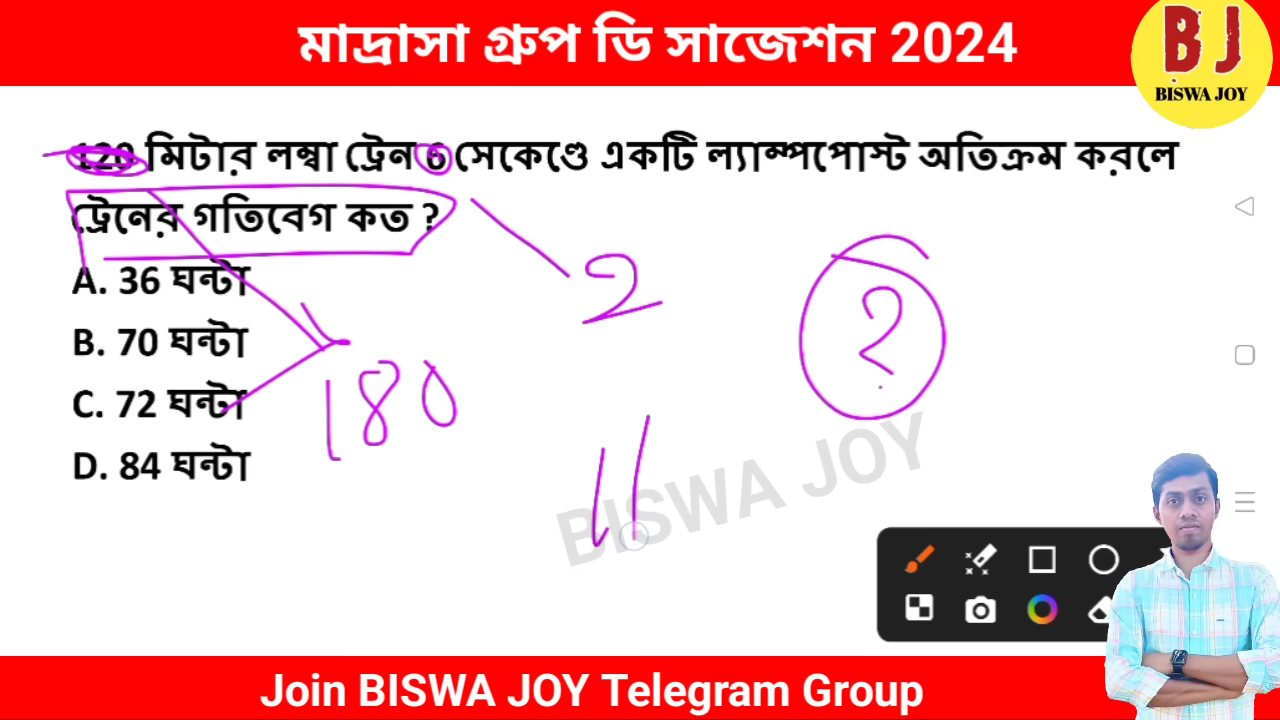 মাদ্রাসা গ্রুপ ডি সাজেশন 2024
BJ
BISWA JOY
120 মিটার লম্বা ট্রেন 6 সেকেণ্ডে একটি ল্যাম্পপোস্ট অতিক্রম করলে
ট্রেনের গতিবেগ কত ?
A. 36 ঘন্টা
B. 70 ঘন্টা
C. 72 ঘন্টা
D. 84 ঘন্টা
2
?
180
11
BISWA JOY
Join BISWA JOY Telegram Group